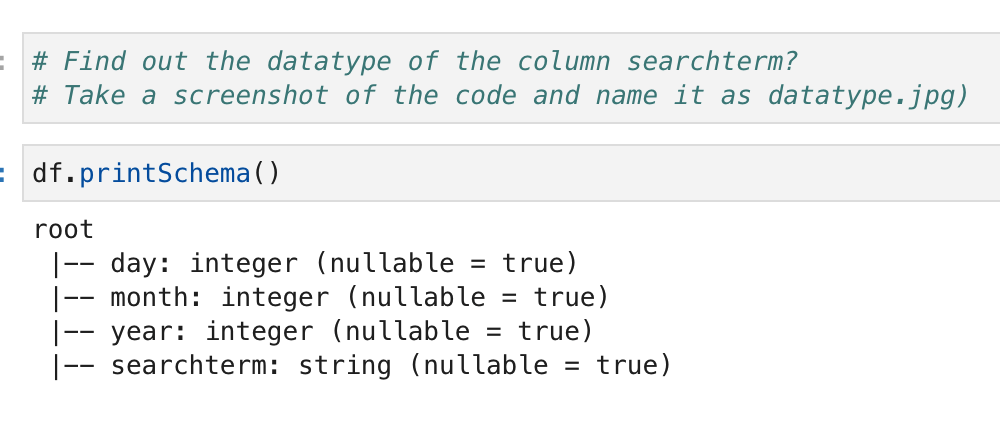 # Find out the datatype of the column searchterm?
# Take a screenshot of the code and name it as datatype.jpg)
: df.printSchema()
root
 |-- day: integer (nullable = true)
 |-- month: integer (nullable = true)
 |-- year: integer (nullable = true)
 |-- searchterm: string (nullable = true)